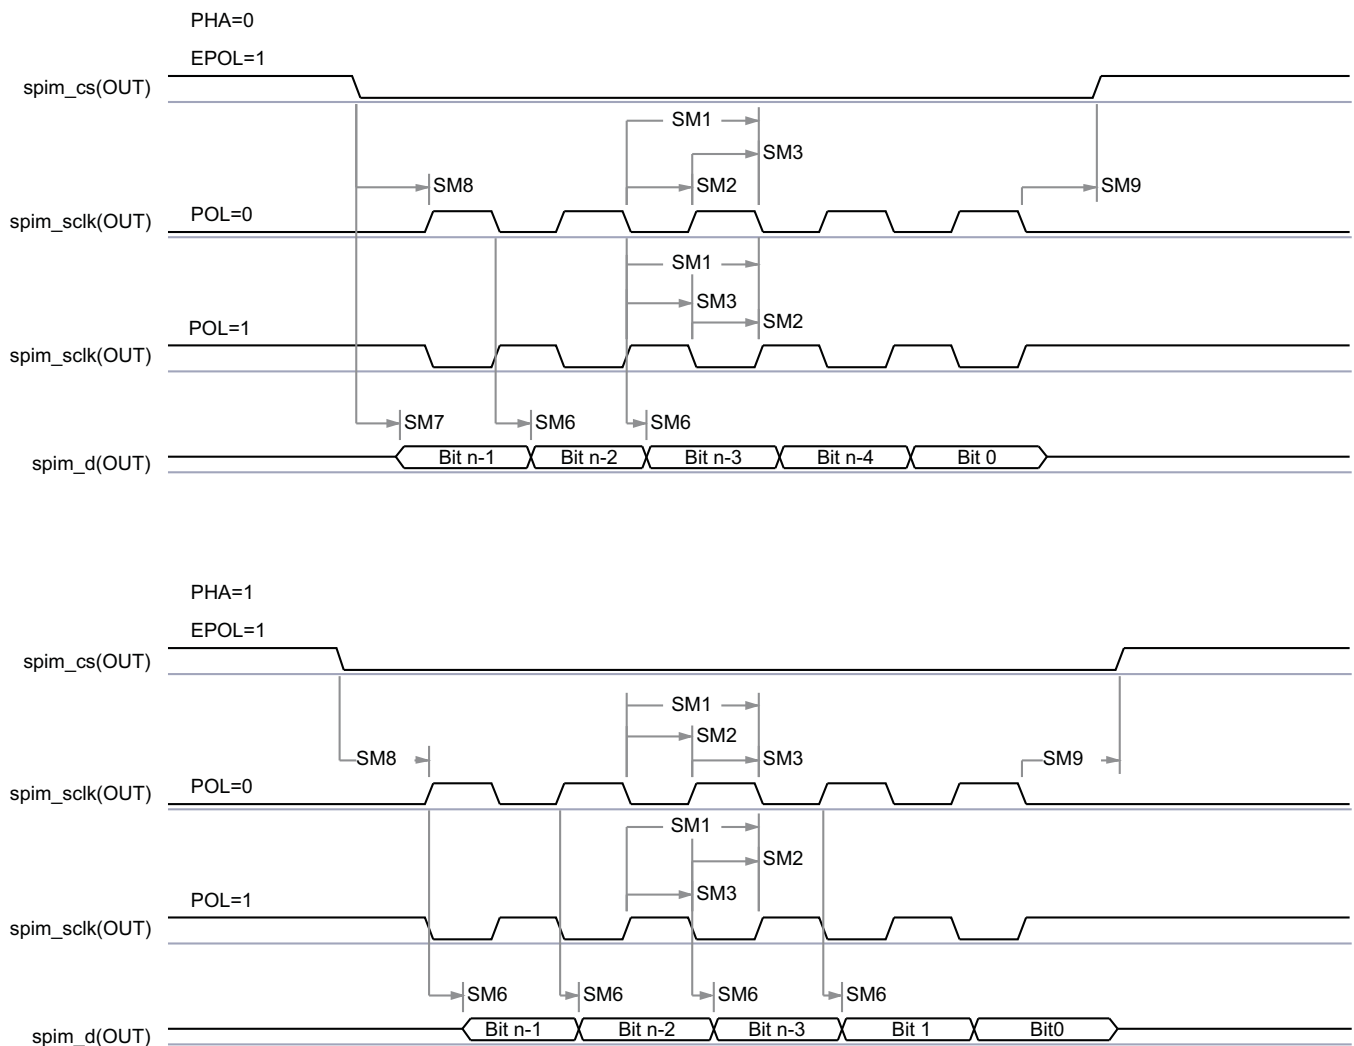 PHA=0
EPOL=1
spim_cs(OUT)
SM1
SM3
SM8
SM2
SM9
POL=0
spim_sclk(OUT)
SM1
SM3
SM2
POL=1
spim_sclk(OUT)
SM7
SM6
SM6
spim_d(OUT)
Bit n-1
Bit n-2
Bit n-3
Bit n-4
Bit 0
PHA=1
EPOL=1
spim_cs(OUT)
SM1
SM2
SM8
SM3
SM9
POL=0
spim_sclk(OUT)
SM1
SM2
SM3
POL=1
spim_sclk(OUT)
SM6
SM6
SM6
SM6
spim_d(OUT)
Bit n-1
Bit n-2
Bit n-3
Bit 1
Bit0